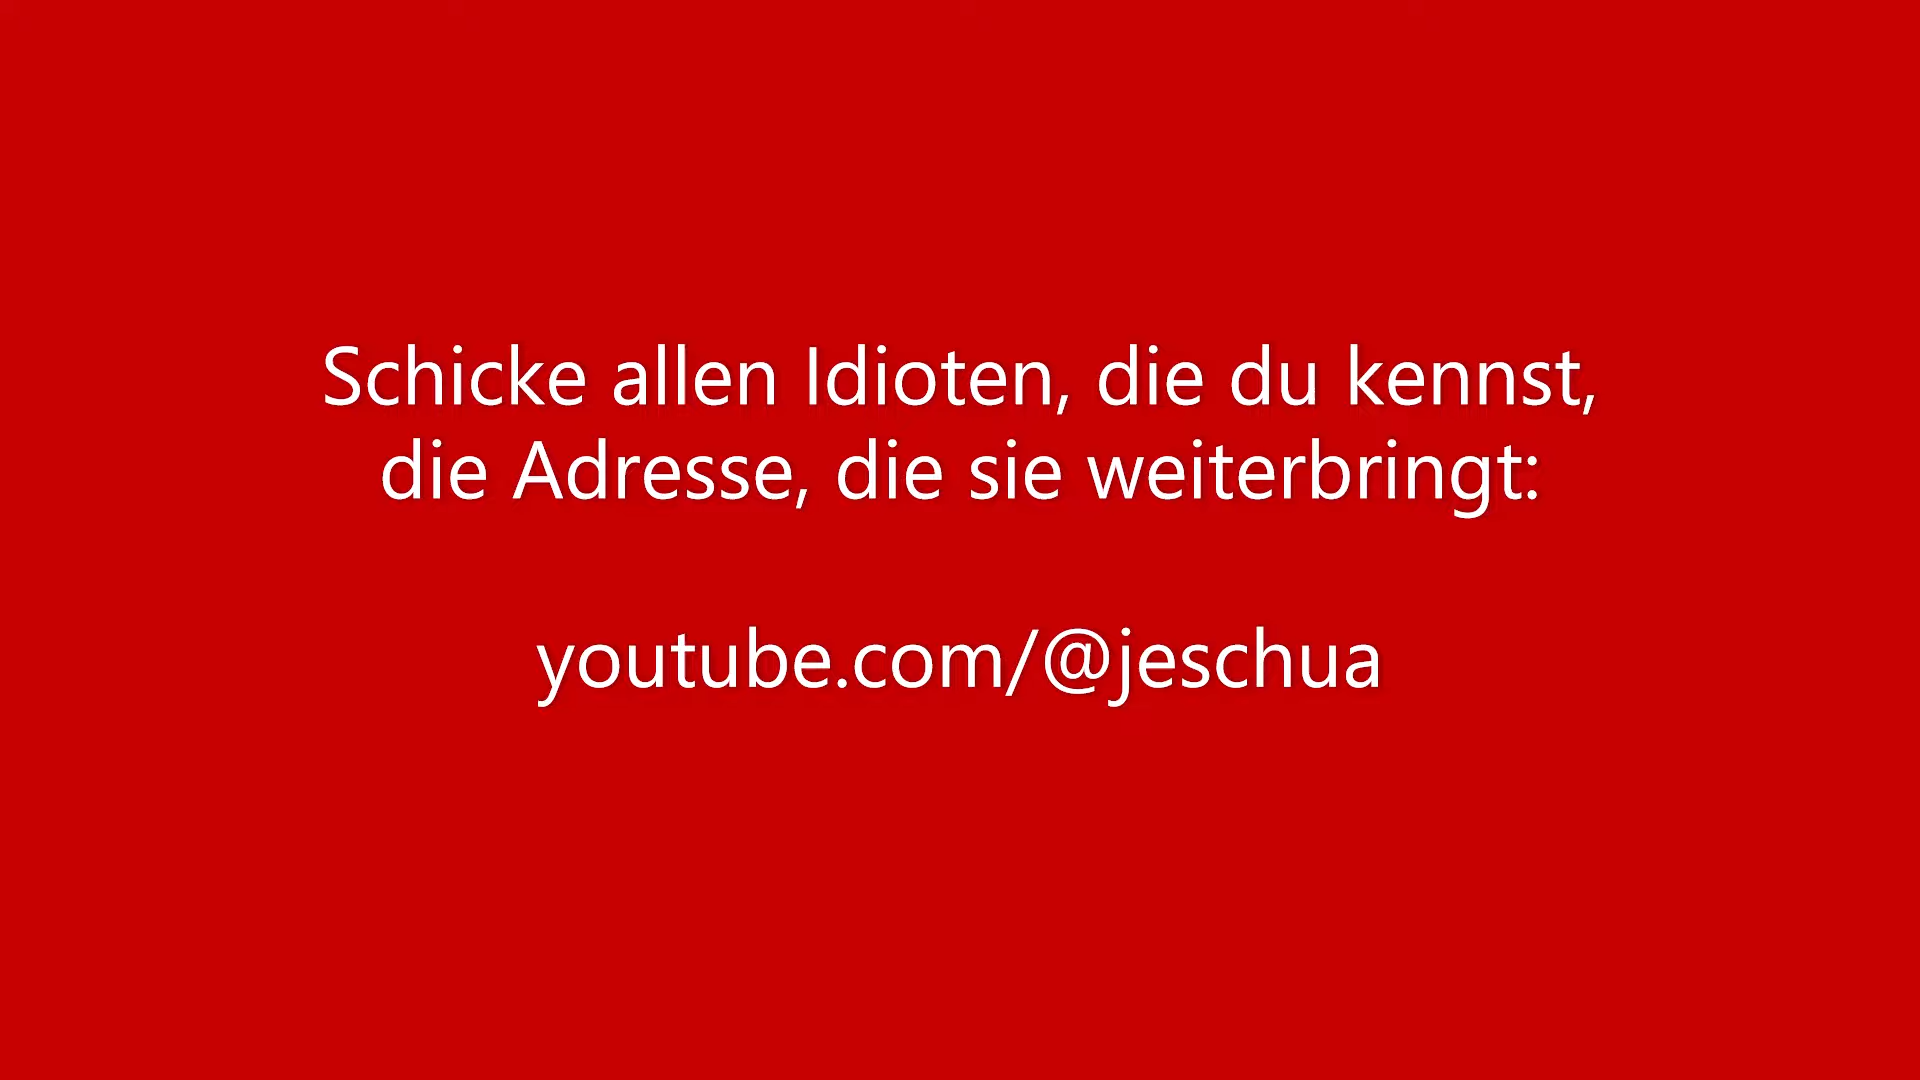 Schicke allen Idioten, die du kennst,
die Adresse, die sie weiterbringt:
youtube.com/@jeschua